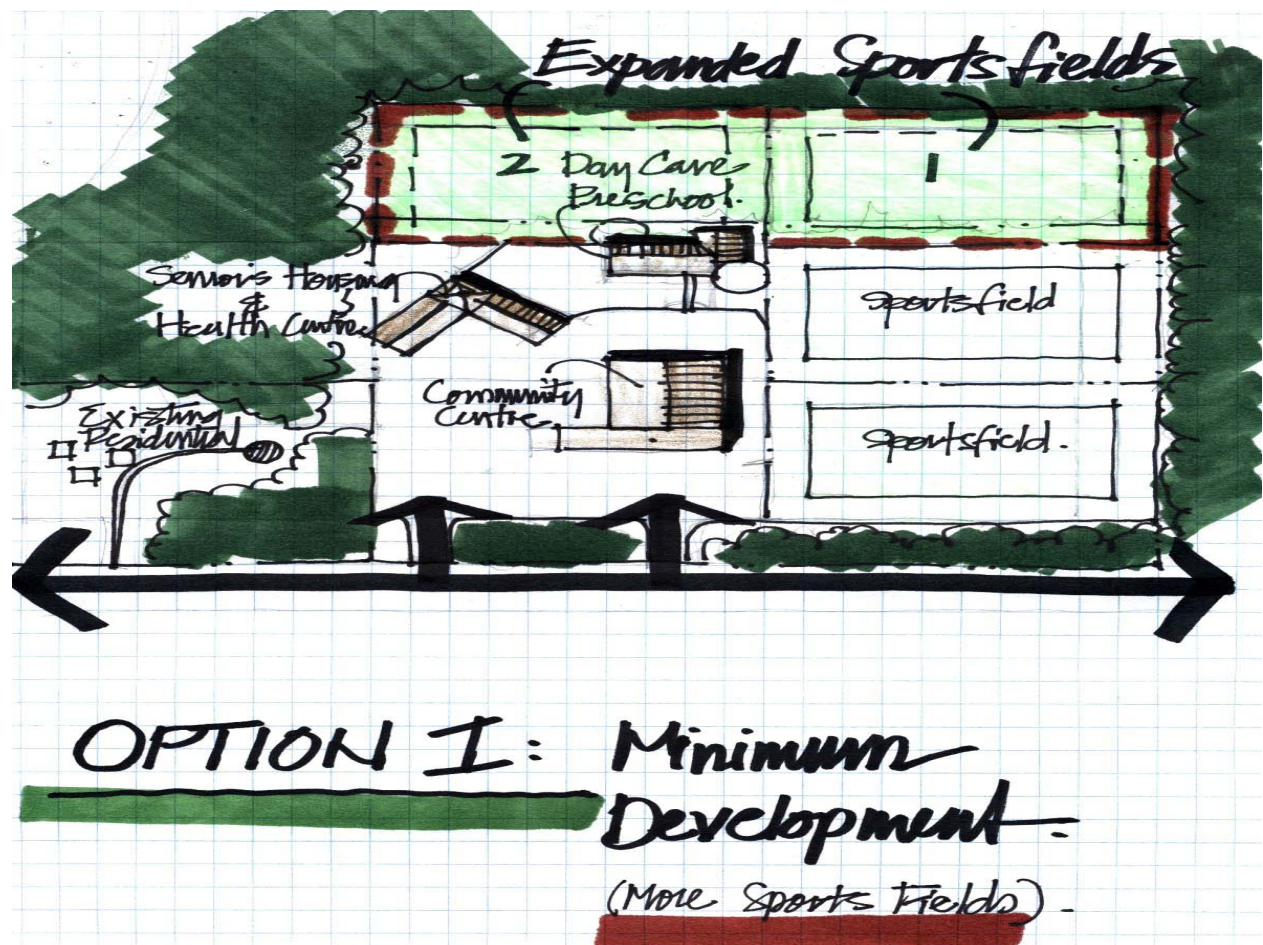 Expanded Sportsfields
2
Day Care
Preschool.
1
Seniors Housing
&
Health Centre
sportsfield
Community
Centre
Existing
Residential
sportsfield.
OPTION I:
Minimum
Development.
(More Sports Fields).